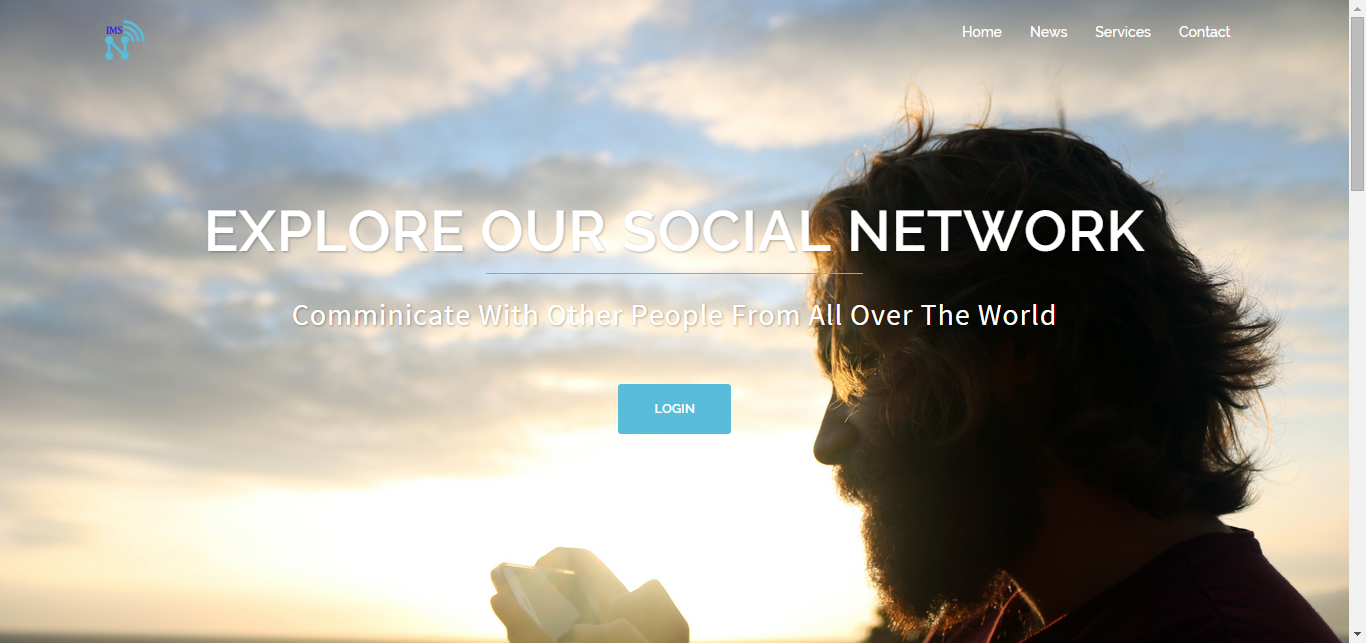 IMS
N
Home News Services Contact
EXPLORE OUR SOCIAL NETWORK
Comminicate With Other People From All Over The World
LOGIN